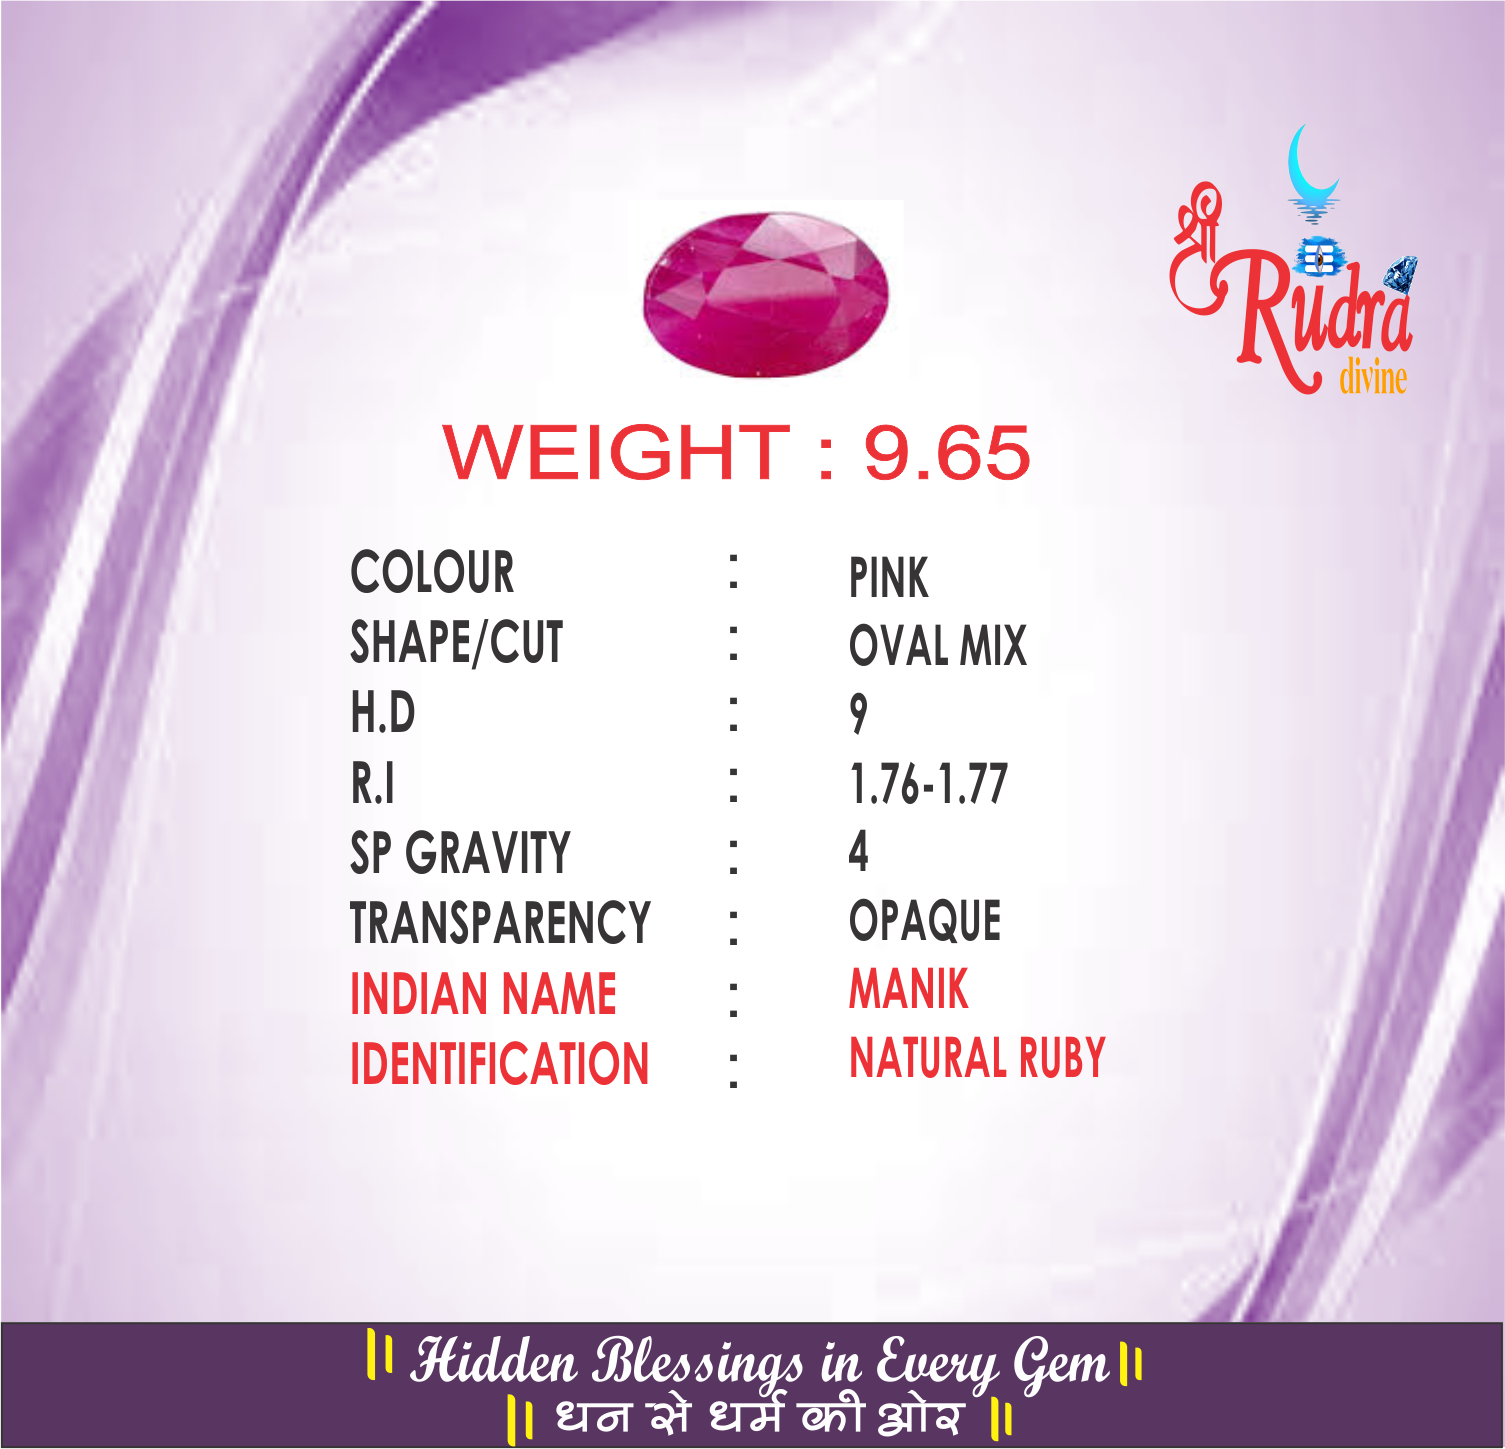 श्री
Rudra
divine
WEIGHT : 9.65
COLOUR : PINK
SHAPE/CUT : OVAL MIX
H.D : 9
R.I : 1.76-1.77
SP GRAVITY : 4
TRANSPARENCY : OPAQUE
INDIAN NAME : MANIK
IDENTIFICATION : NATURAL RUBY
|| Hidden Blessings in Every Gem ||
|| धन से धर्म की ओर ||